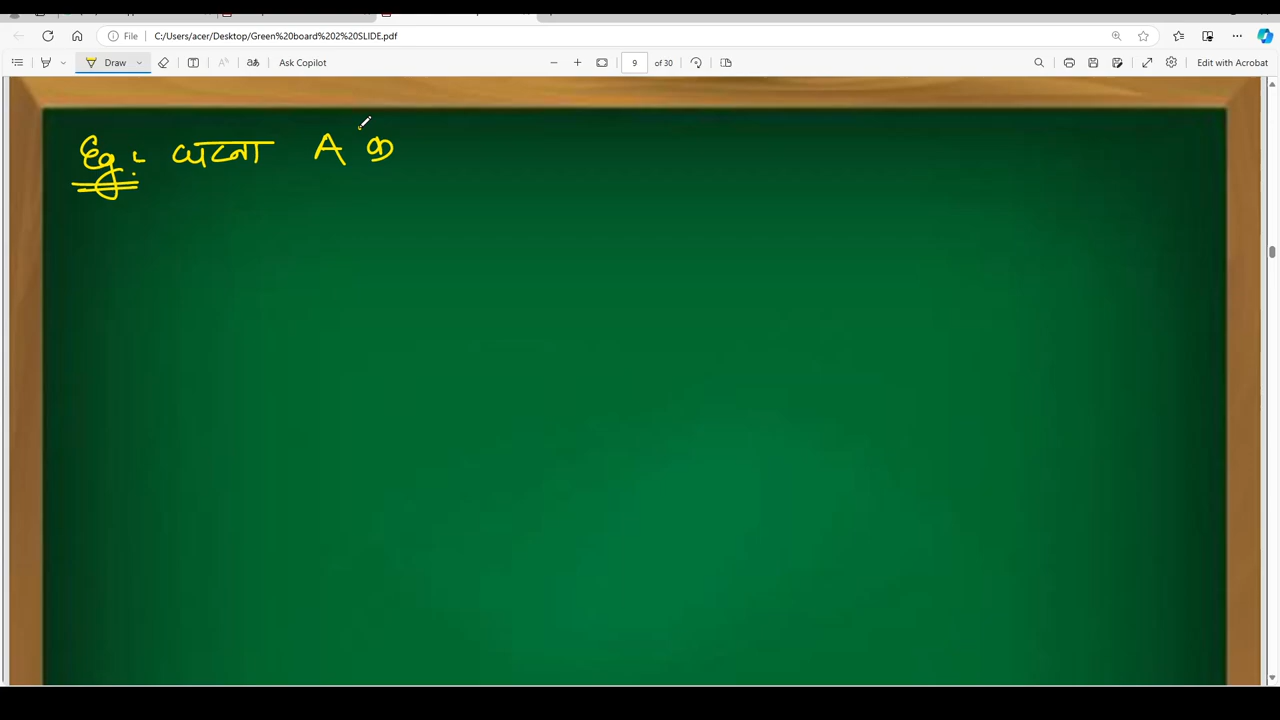 File C:/Users/acer/Desktop/Green%20board%202%20SLIDE.pdf
Draw Ask Copilot 9 of 30 Edit with Acrobat
Eg: A क